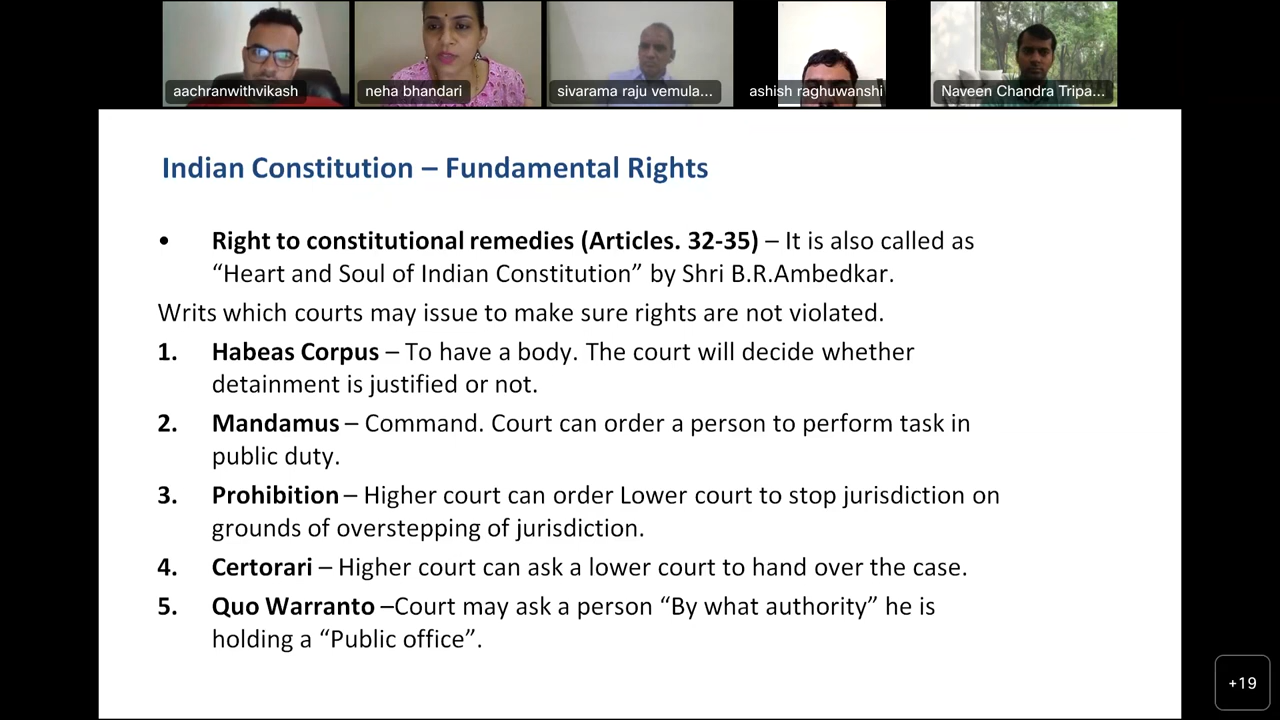 aachranwithvikash
neha bhandari
sivarama raju vemula...
ashish raghuwanshi
Naveen Chandra Tripa...
Indian Constitution – Fundamental Rights
• Right to constitutional remedies (Articles. 32-35) – It is also called as
“Heart and Soul of Indian Constitution” by Shri B.R.Ambedkar.
Writs which courts may issue to make sure rights are not violated.
1. Habeas Corpus – To have a body. The court will decide whether
detainment is justified or not.
2. Mandamus – Command. Court can order a person to perform task in
public duty.
3. Prohibition – Higher court can order Lower court to stop jurisdiction on
grounds of overstepping of jurisdiction.
4. Certorari – Higher court can ask a lower court to hand over the case.
5. Quo Warranto –Court may ask a person “By what authority” he is
holding a “Public office”.
+19